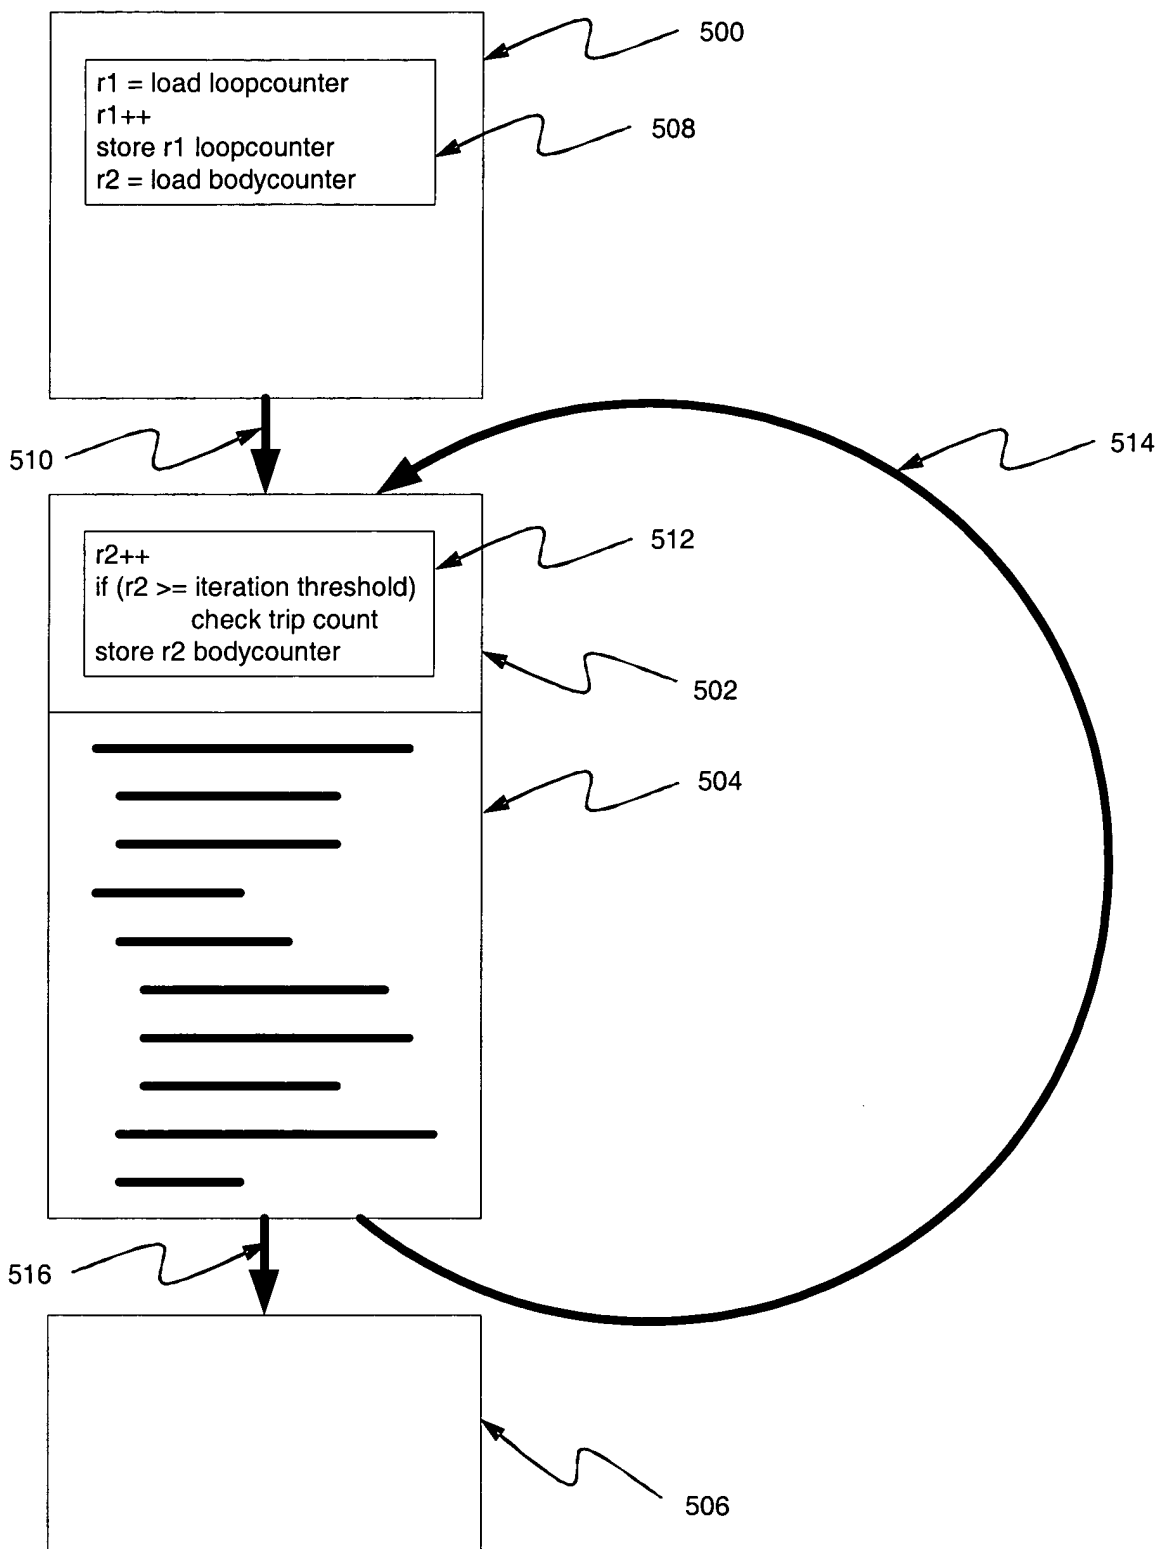 500
r1 = load loopcounter
r1++
store r1 loopcounter
r2 = load bodycounter
508
510
514
r2++
if (r2 >= iteration threshold)
check trip count
store r2 bodycounter
512
502
504
516
506